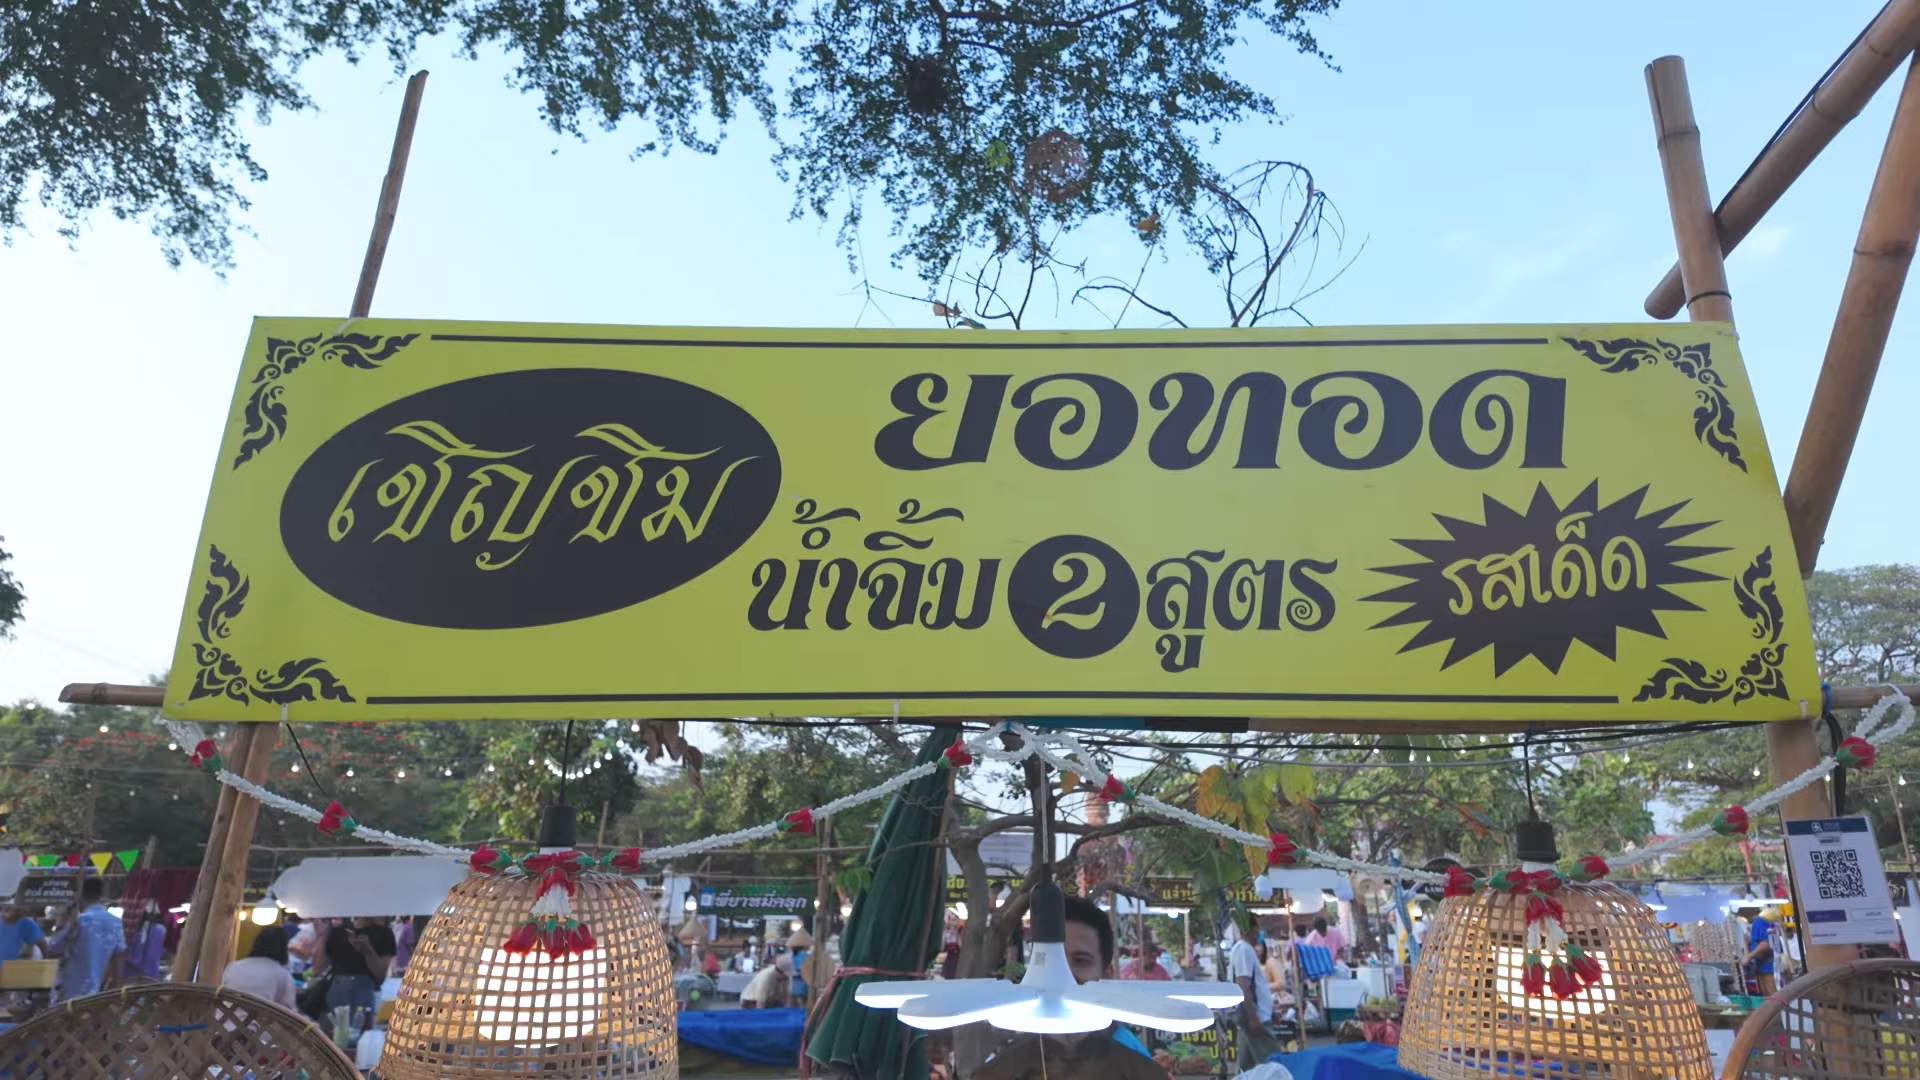 เชิญชิม
ยอทอด
น้ำจิ้ม 2 สูตร
รสเด็ด
พี่ยาหมี่คลุก